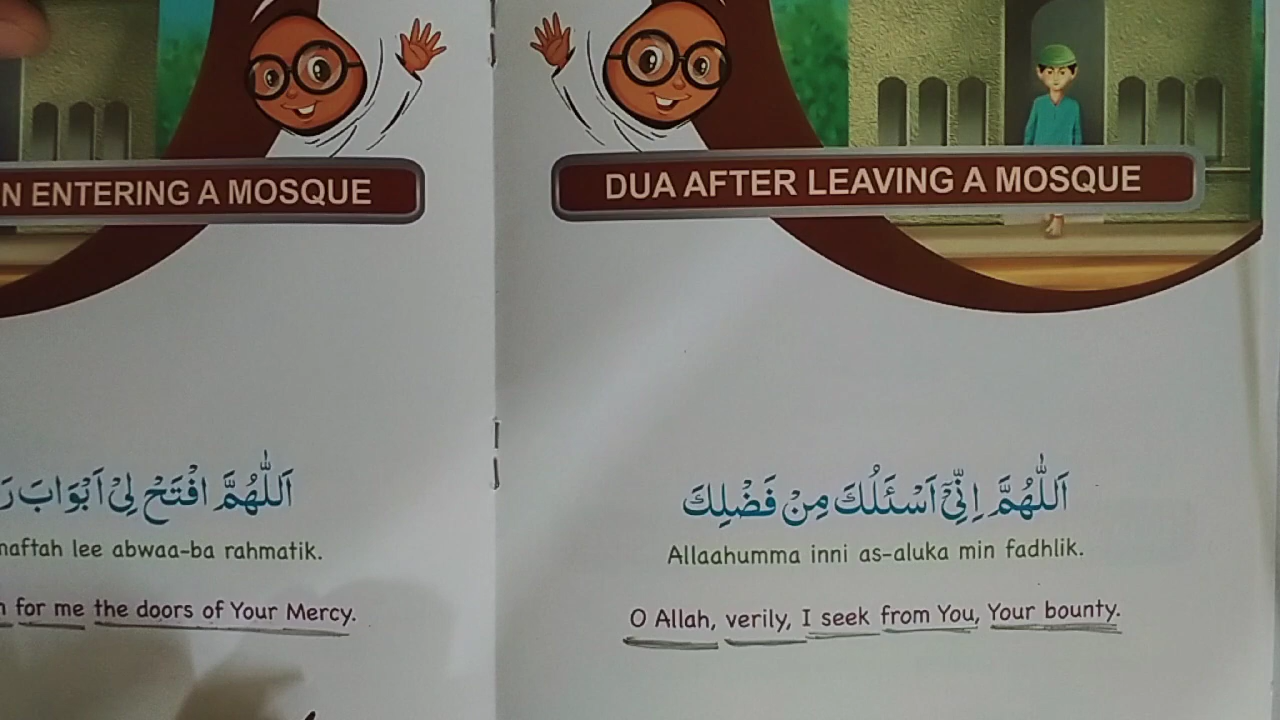 N ENTERING A MOSQUE
اَللّٰهُمَّ افْتَحْ لِيْ اَبْوَابَ
naftah lee abwaa-ba rahmatik.
for me the doors of Your Mercy.
DUA AFTER LEAVING A MOSQUE
اَللّٰهُمَّ اِنِّيْٓ اَسْئَلُكَ مِنْ فَضْلِكَ
Allaahumma inni as-aluka min fadhlik.
O Allah, verily, I seek from You, Your bounty.